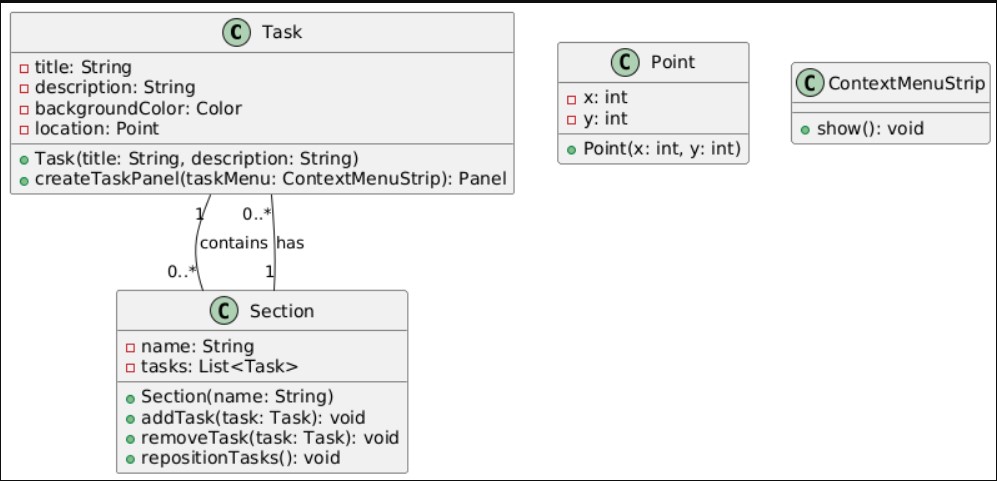 C Task
title: String
description: String
backgroundColor: Color
location: Point
Task(title: String, description: String)
createTaskPanel(taskMenu: ContextMenuStrip): Panel
C Point
x: int
y: int
Point(x: int, y: int)
C ContextMenuStrip
show(): void
1 0..*
contains has
0..* 1
C Section
name: String
tasks: List<Task>
Section(name: String)
addTask(task: Task): void
removeTask(task: Task): void
repositionTasks(): void